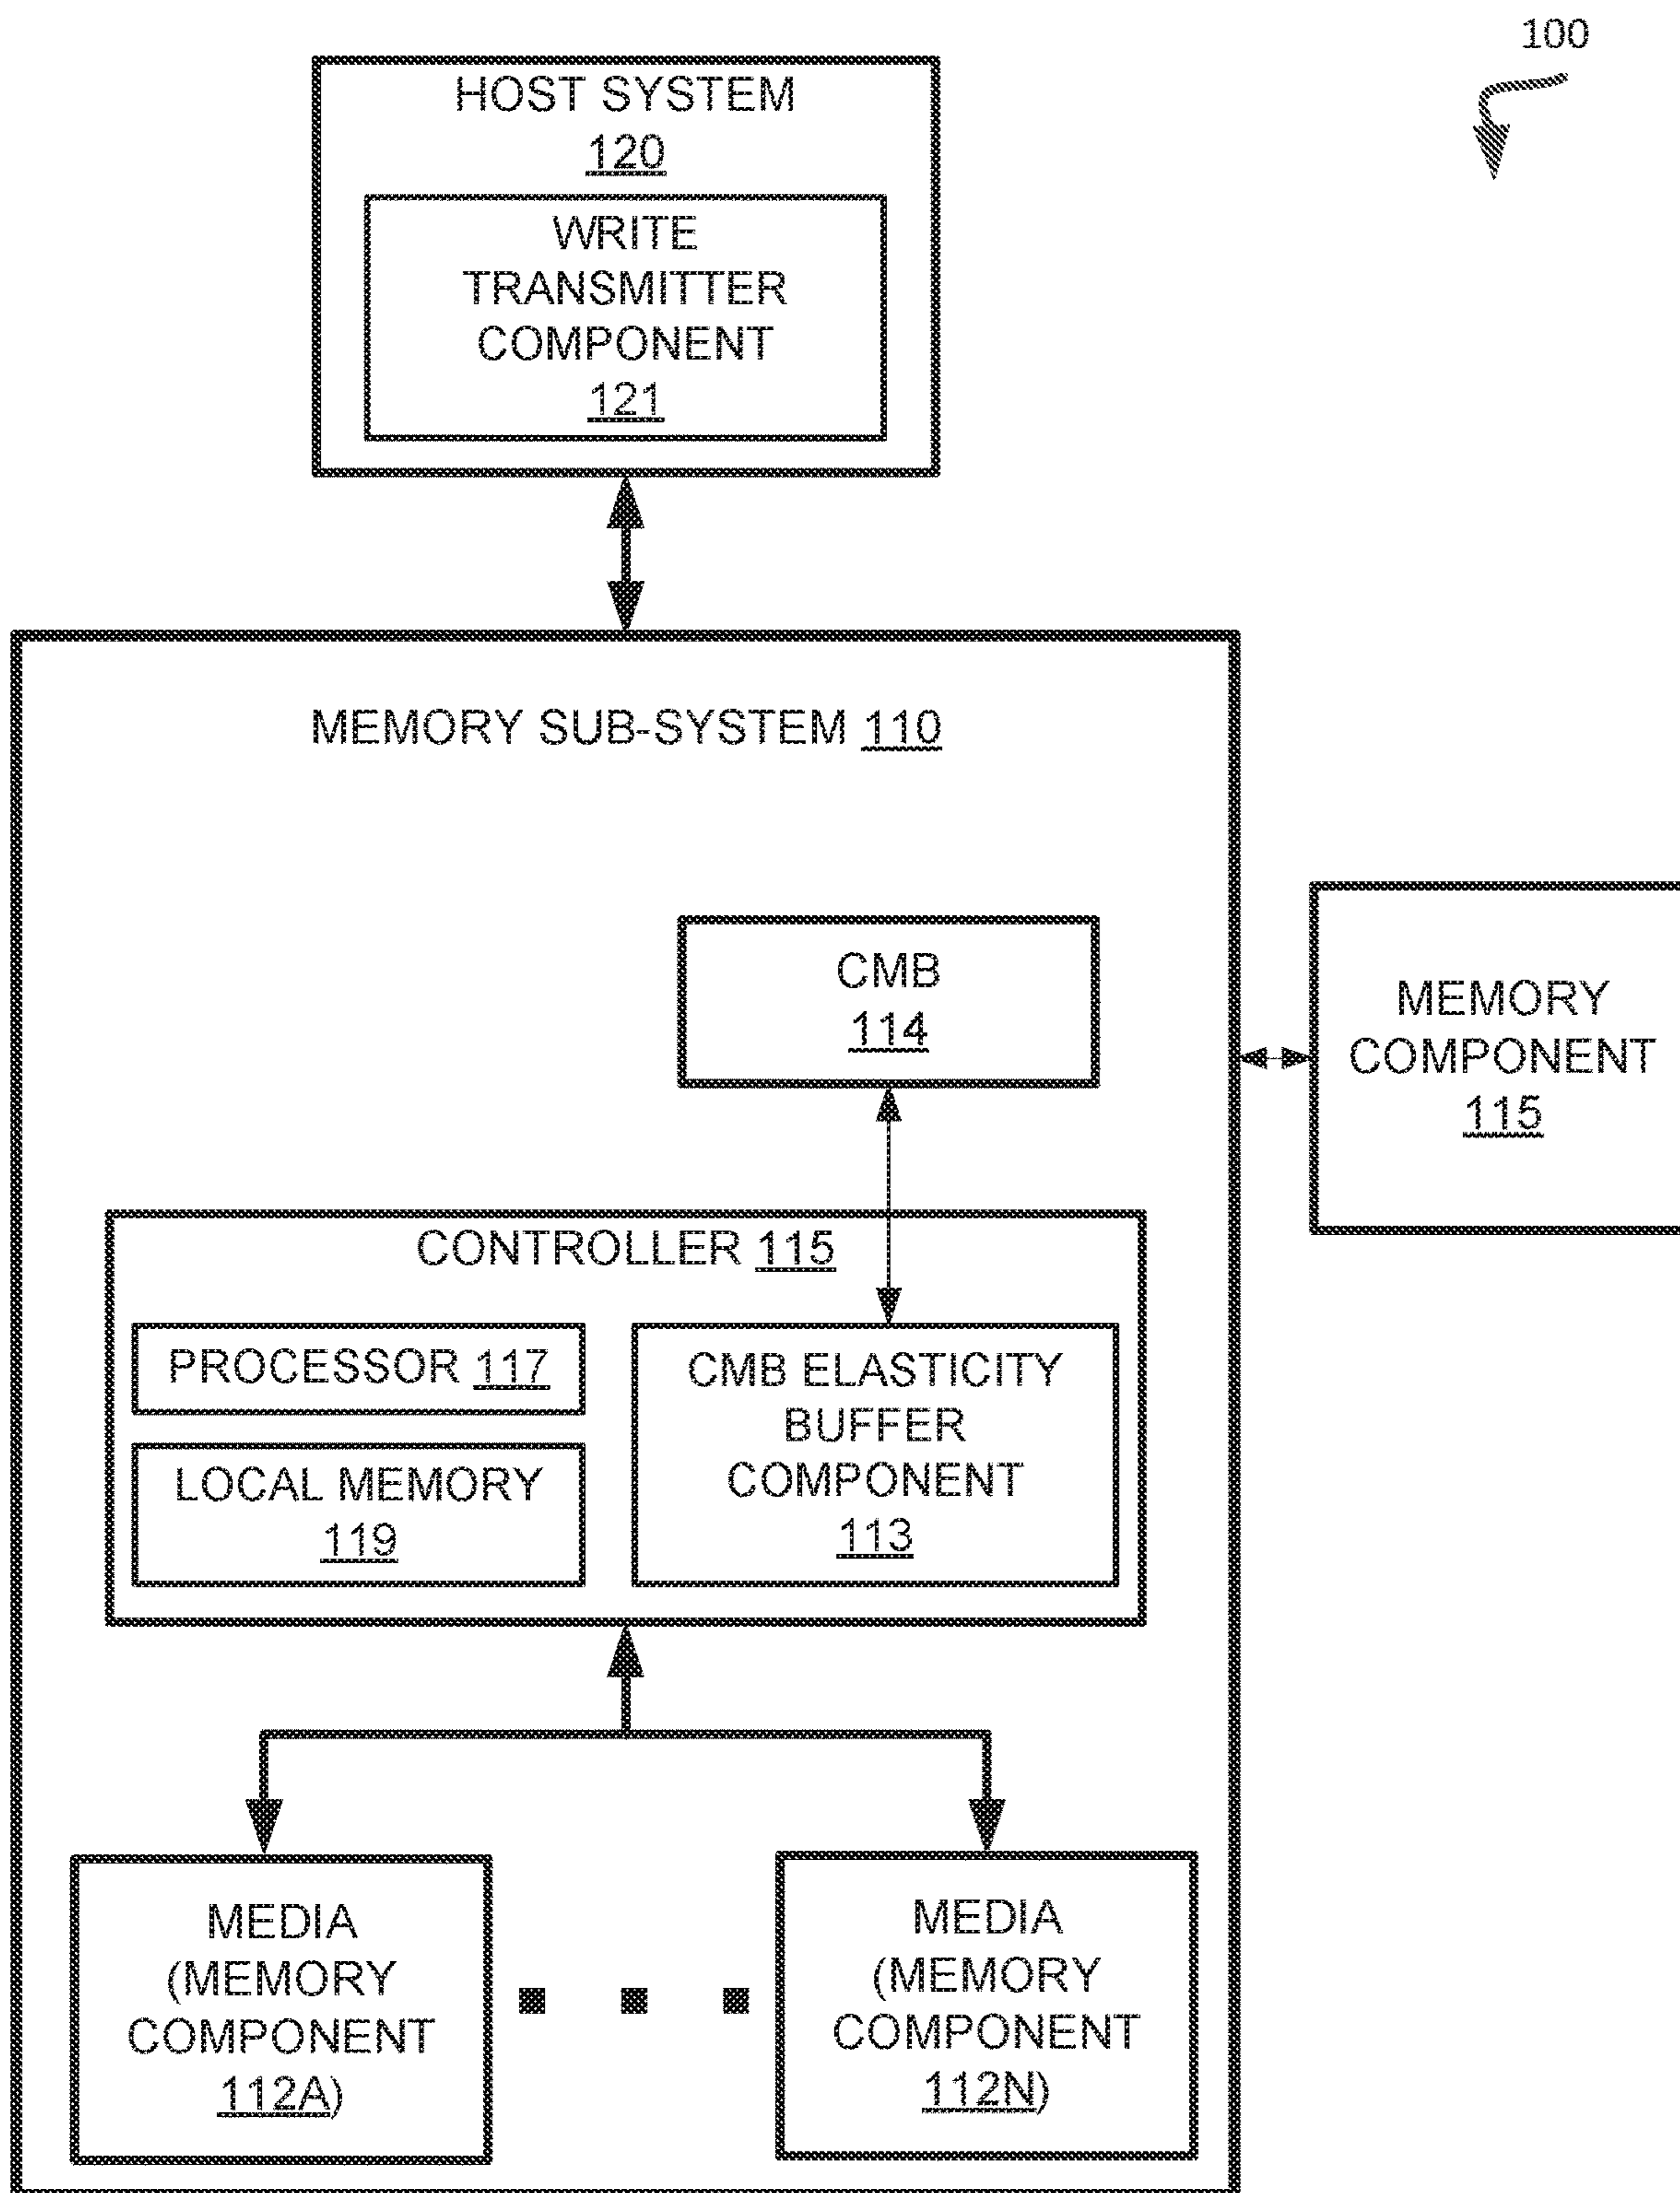 100
HOST SYSTEM
120
WRITE
TRANSMITTER
COMPONENT
121
MEMORY SUB-SYSTEM 110
CMB
114
MEMORY
COMPONENT
115
CONTROLLER 115
PROCESSOR 117
LOCAL MEMORY
119
CMB ELASTICITY
BUFFER
COMPONENT
113
MEDIA
(MEMORY
COMPONENT
112A)
MEDIA
(MEMORY
COMPONENT
112N)